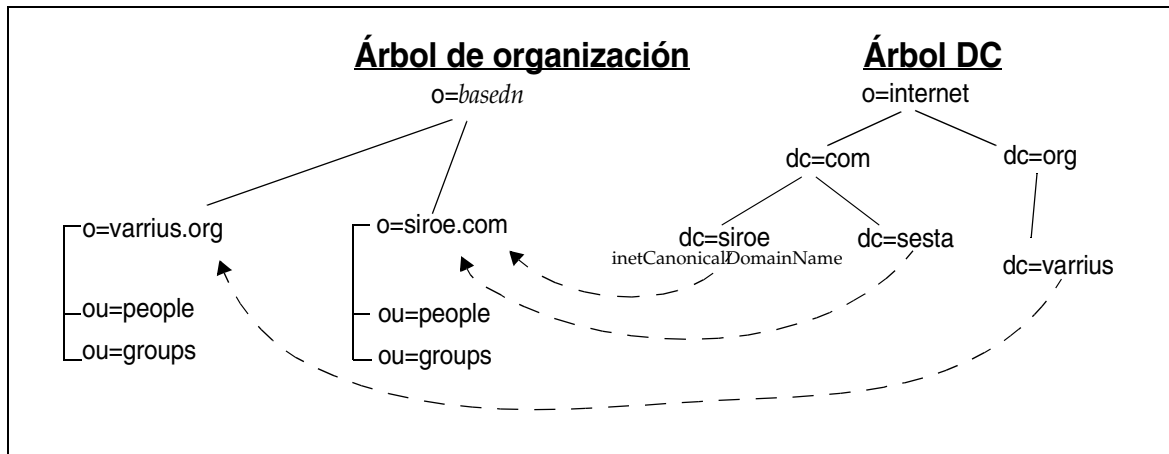 Árbol de organización
Árbol DC
o=basedn
o=internet
dc=com
dc=org
o=varrius.org
o=siroe.com
dc=siroe
inetCanonicalDomainName
dc=sesta
dc=varrius
ou=people
ou=people
ou=groups
ou=groups